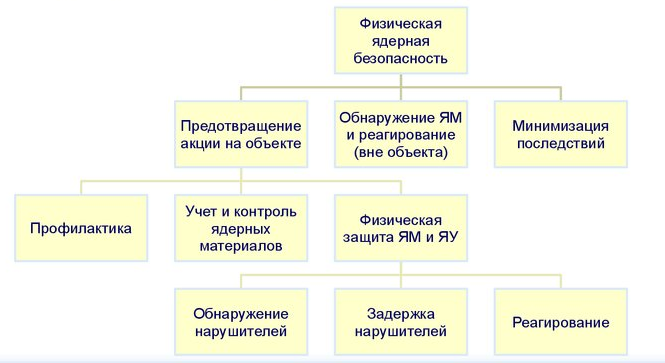 Физическая
ядерная
безопасность
Предотвращение
акции на объекте
Обнаружение ЯМ
и реагирование
(вне объекта)
Минимизация
последствий
Профилактика
Учет и контроль
ядерных
материалов
Физическая
защита ЯМ и ЯУ
Обнаружение
нарушителей
Задержка
нарушителей
Реагирование